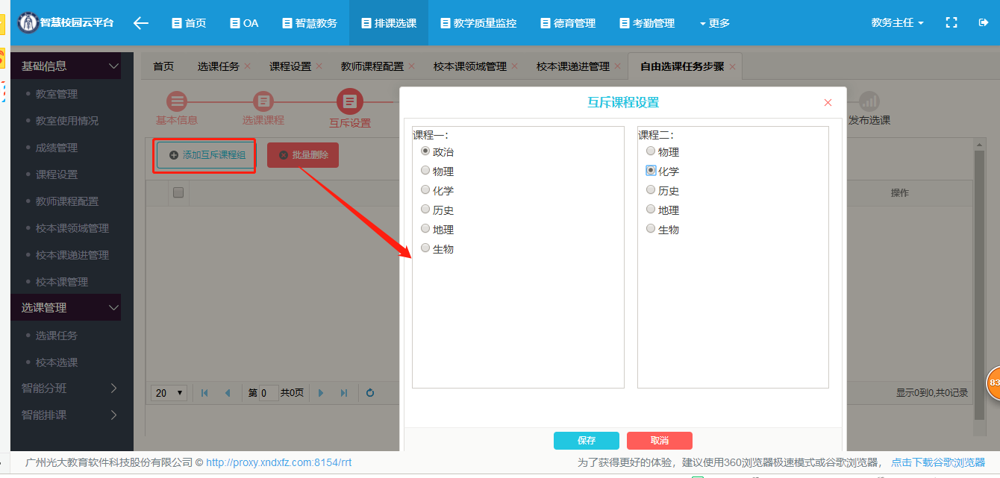 智慧校园云平台 首页 OA 智慧教务 排课选课 教学质量监控 德育管理 考勤管理 更多 教务主任
基础信息
教室管理
教室使用情况
成绩管理
课程设置
教师课程配置
校本课领域管理
校本课递进管理
校本课管理
选课管理
选课任务
校本选课
智能分班
智能排课
首页 选课任务 × 课程设置 × 教师课程配置 × 校本课领域管理 × 校本课递进管理 × 自由选课任务步骤 ×
基本信息 选课课程 互斥设置 发布选课
添加互斥课程组 批量删除
操作
互斥课程设置 ×
课程一：
政治
物理
化学
历史
地理
生物
课程二：
物理
化学
历史
地理
生物
保存 取消
20 第 0 共0页 显示0到0,共0记录
83
广州光大教育软件科技股份有限公司 © http://proxy.xndxfz.com:8154/rrt 为了获得更好的体验，建议使用360浏览器极速模式或谷歌浏览器， 点击下载谷歌浏览器